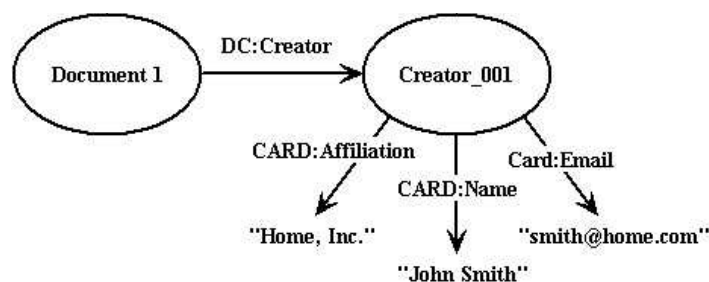 DC:Creator
Document 1
Creator_001
CARD:Affiliation
Card:Email
CARD:Name
"Home, Inc."
"smith@home.com"
"John Smith"